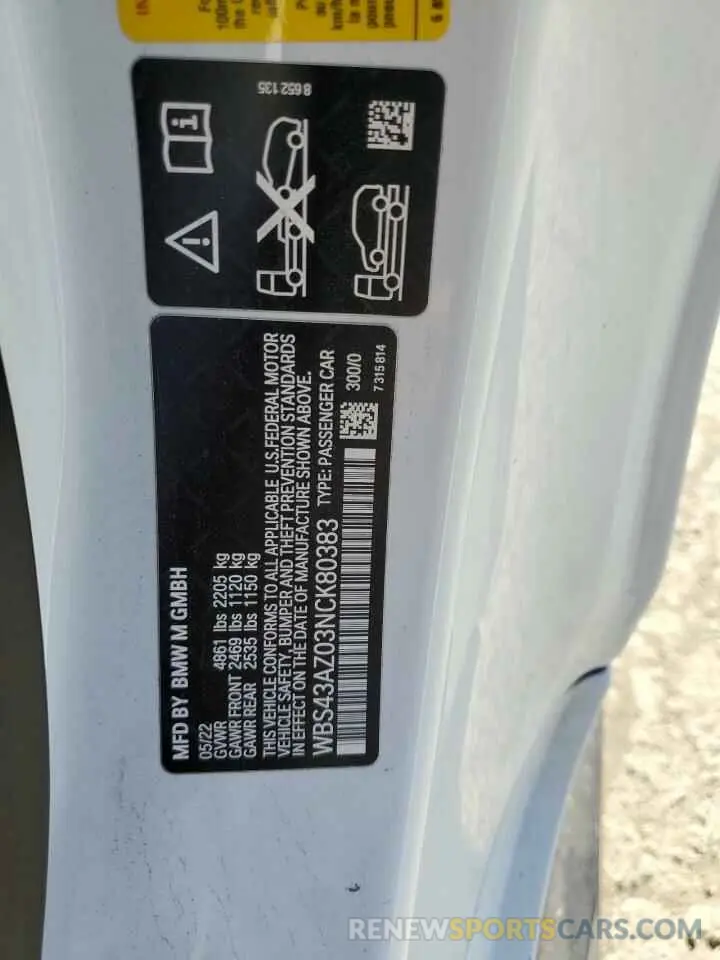 8 652 135
MFD BY BMW M GMBH
05/22
GVWR 4861 lbs 2205 kg
GAWR FRONT 2469 lbs 1120 kg
GAWR REAR 2535 lbs 1150 kg
THIS VEHICLE CONFORMS TO ALL APPLICABLE U.S. FEDERAL MOTOR
VEHICLE SAFETY, BUMPER AND THEFT PREVENTION STANDARDS
IN EFFECT ON THE DATE OF MANUFACTURE SHOWN ABOVE.
WBS43AZ03NCK80383 TYPE: PASSENGER CAR
300/0
7 315 814
RENEWSPORTSCARS.COM